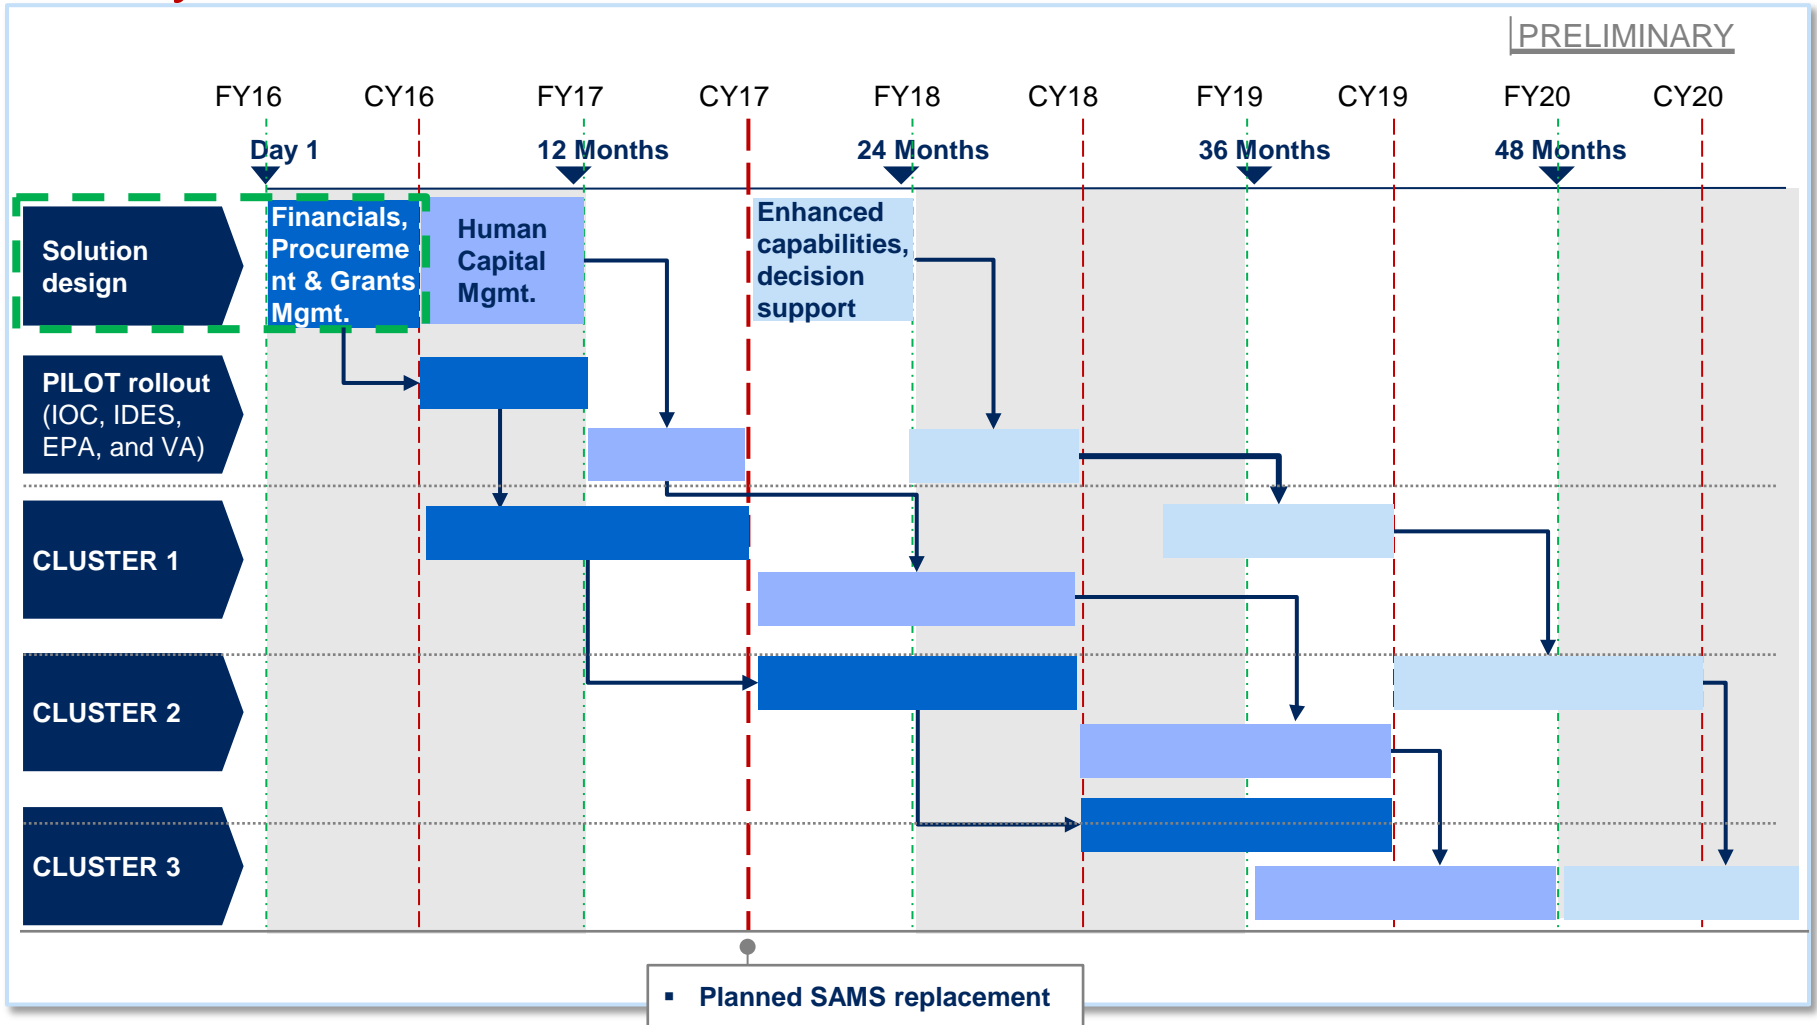 PRELIMINARY
FY16 CY16 FY17 CY17 FY18 CY18 FY19 CY19 FY20 CY20
Day 1 12 Months 24 Months 36 Months 48 Months
Solution
design
Financials,
Procureme
nt & Grants
Mgmt.
Human
Capital
Mgmt.
Enhanced
capabilities,
decision
support
PILOT rollout
(IOC, IDES,
EPA, and VA)
CLUSTER 1
CLUSTER 2
CLUSTER 3
▪ Planned SAMS replacement